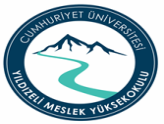 CUMHURİYET ÜNİVERSİTESİ
YILDIZELİ MESLEK YÜKSEKOKULU